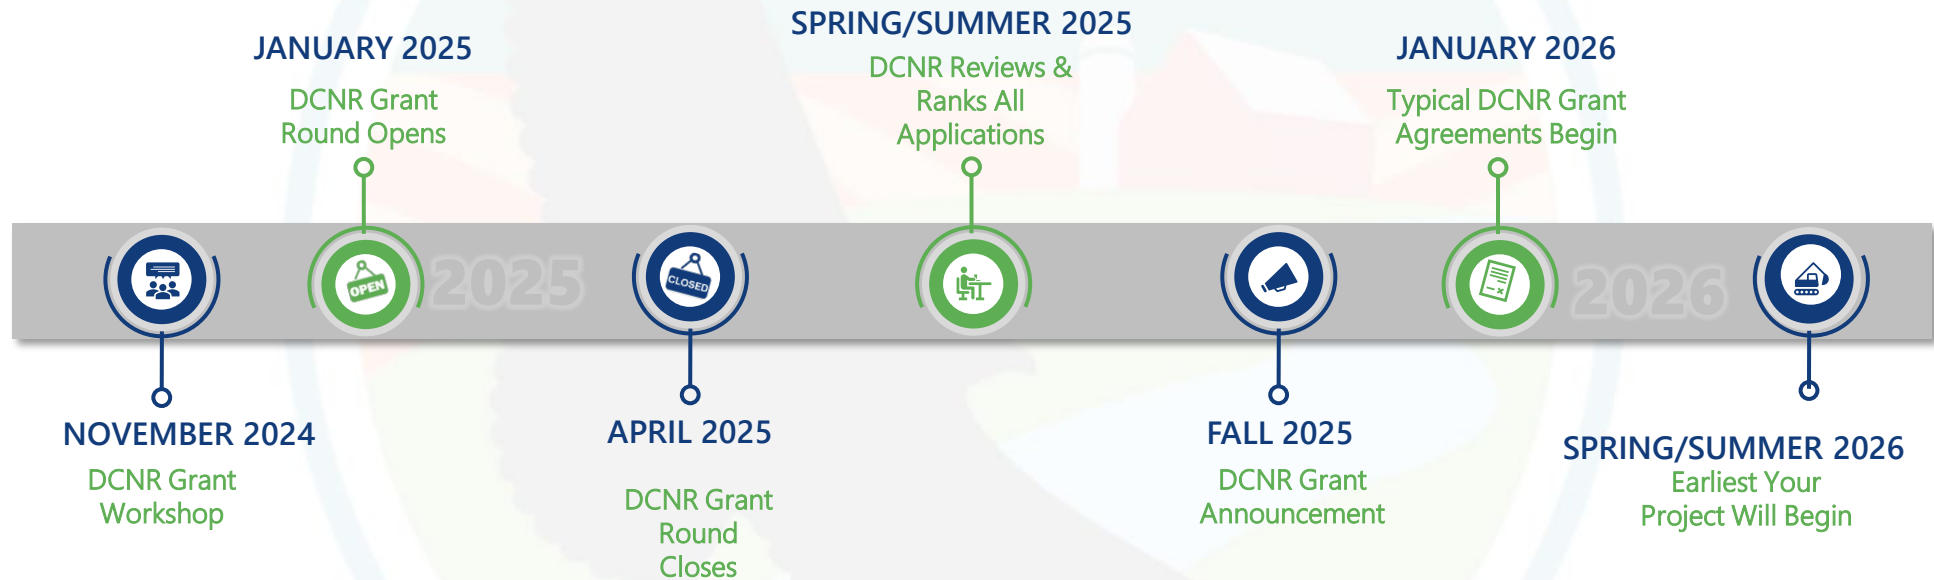 NOVEMBER 2024
DCNR Grant
Workshop
JANUARY 2025
DCNR Grant
Round Opens
OPEN
2025
APRIL 2025
DCNR Grant
Round
Closes
CLOSED
SPRING/SUMMER 2025
DCNR Reviews &
Ranks All
Applications
FALL 2025
DCNR Grant
Announcement
JANUARY 2026
Typical DCNR Grant
Agreements Begin
2026
SPRING/SUMMER 2026
Earliest Your
Project Will Begin